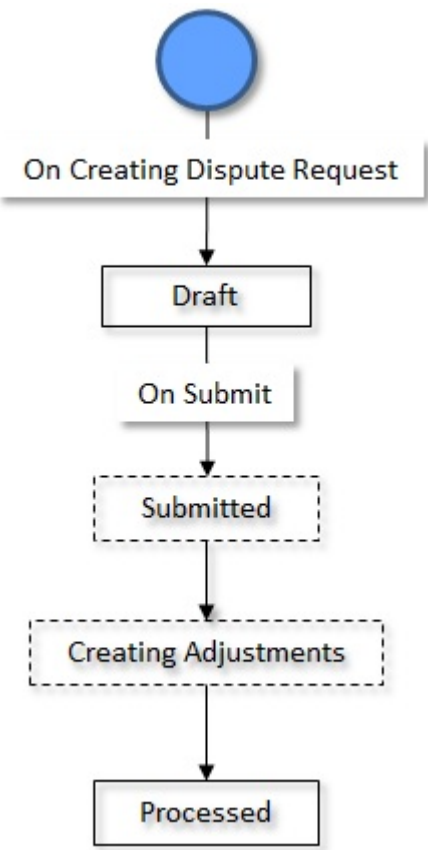 On Creating Dispute Request
Draft
On Submit
Submitted
Creating Adjustments
Processed